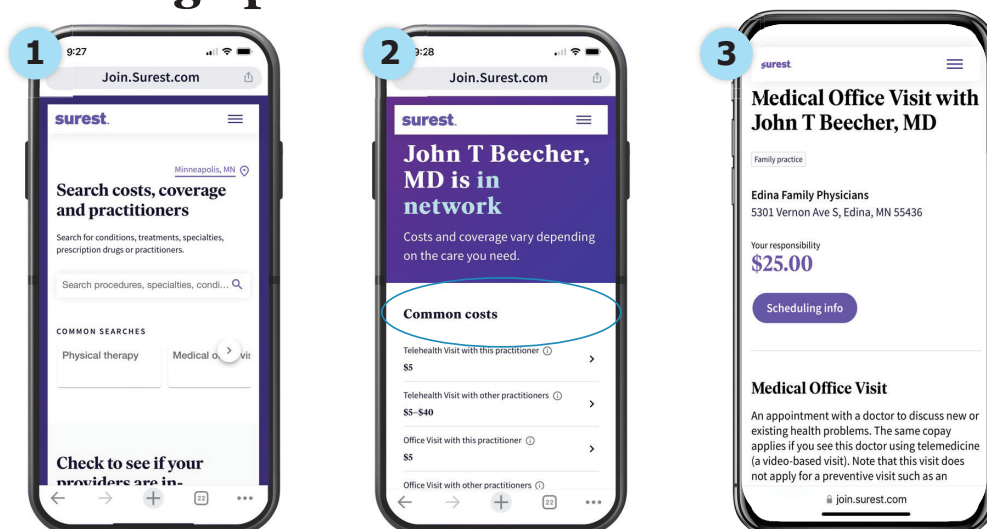 1
9:27
Join.Surest.com
surest.
Minneapolis, MN
Search costs, coverage
and practitioners
Search for conditions, treatments, specialties,
prescription drugs or practitioners.
Search procedures, specialties, condi...
COMMON SEARCHES
Physical therapy
Medical
Check to see if your
providers are in-
22
2
9:28
Join.Surest.com
surest.
John T Beecher,
MD is in
network
Costs and coverage vary depending
on the care you need.
Common costs
Telehealth Visit with this practitioner
$5
Telehealth Visit with other practitioners
$5–$40
Office Visit with this practitioner
$5
Office Visit with other practitioners
22
3
surest.
Medical Office Visit with
John T Beecher, MD
Family practice
Edina Family Physicians
5301 Vernon Ave S, Edina, MN 55436
Your responsibility
$25.00
Scheduling info
Medical Office Visit
An appointment with a doctor to discuss new or
existing health problems. The same copay
applies if you see this doctor using telemedicine
(a video-based visit). Note that this visit does
not apply for a preventive visit such as an
join.surest.com